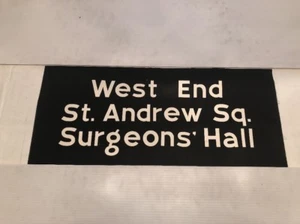 West End
St. Andrew Sq.
Surgeons' Hall